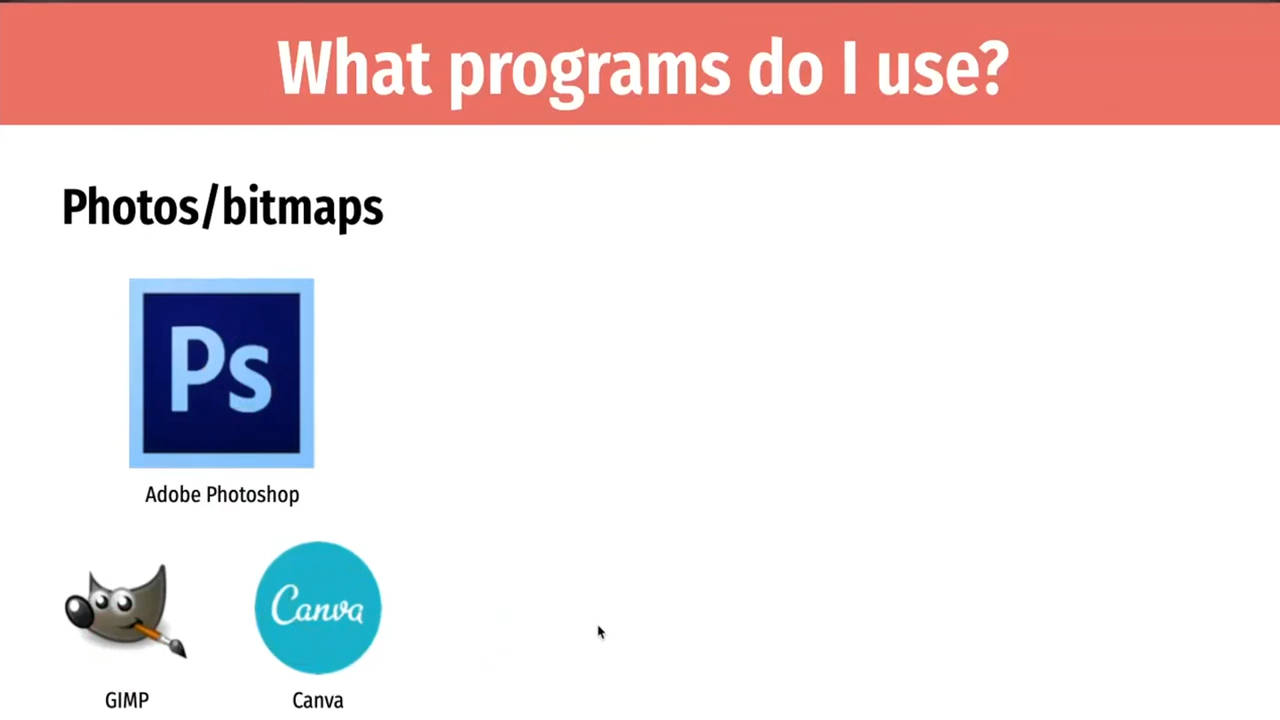 What programs do I use?
Photos/bitmaps
Ps
Adobe Photoshop
Canva
GIMP
Canva